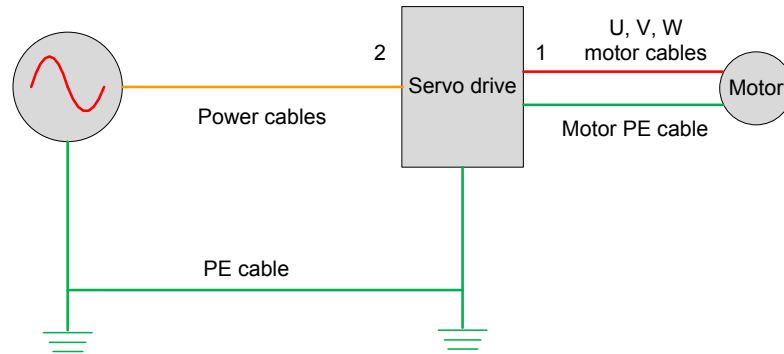 U, V, W
motor cables
2
1
Servo drive
Motor
Power cables
Motor PE cable
PE cable